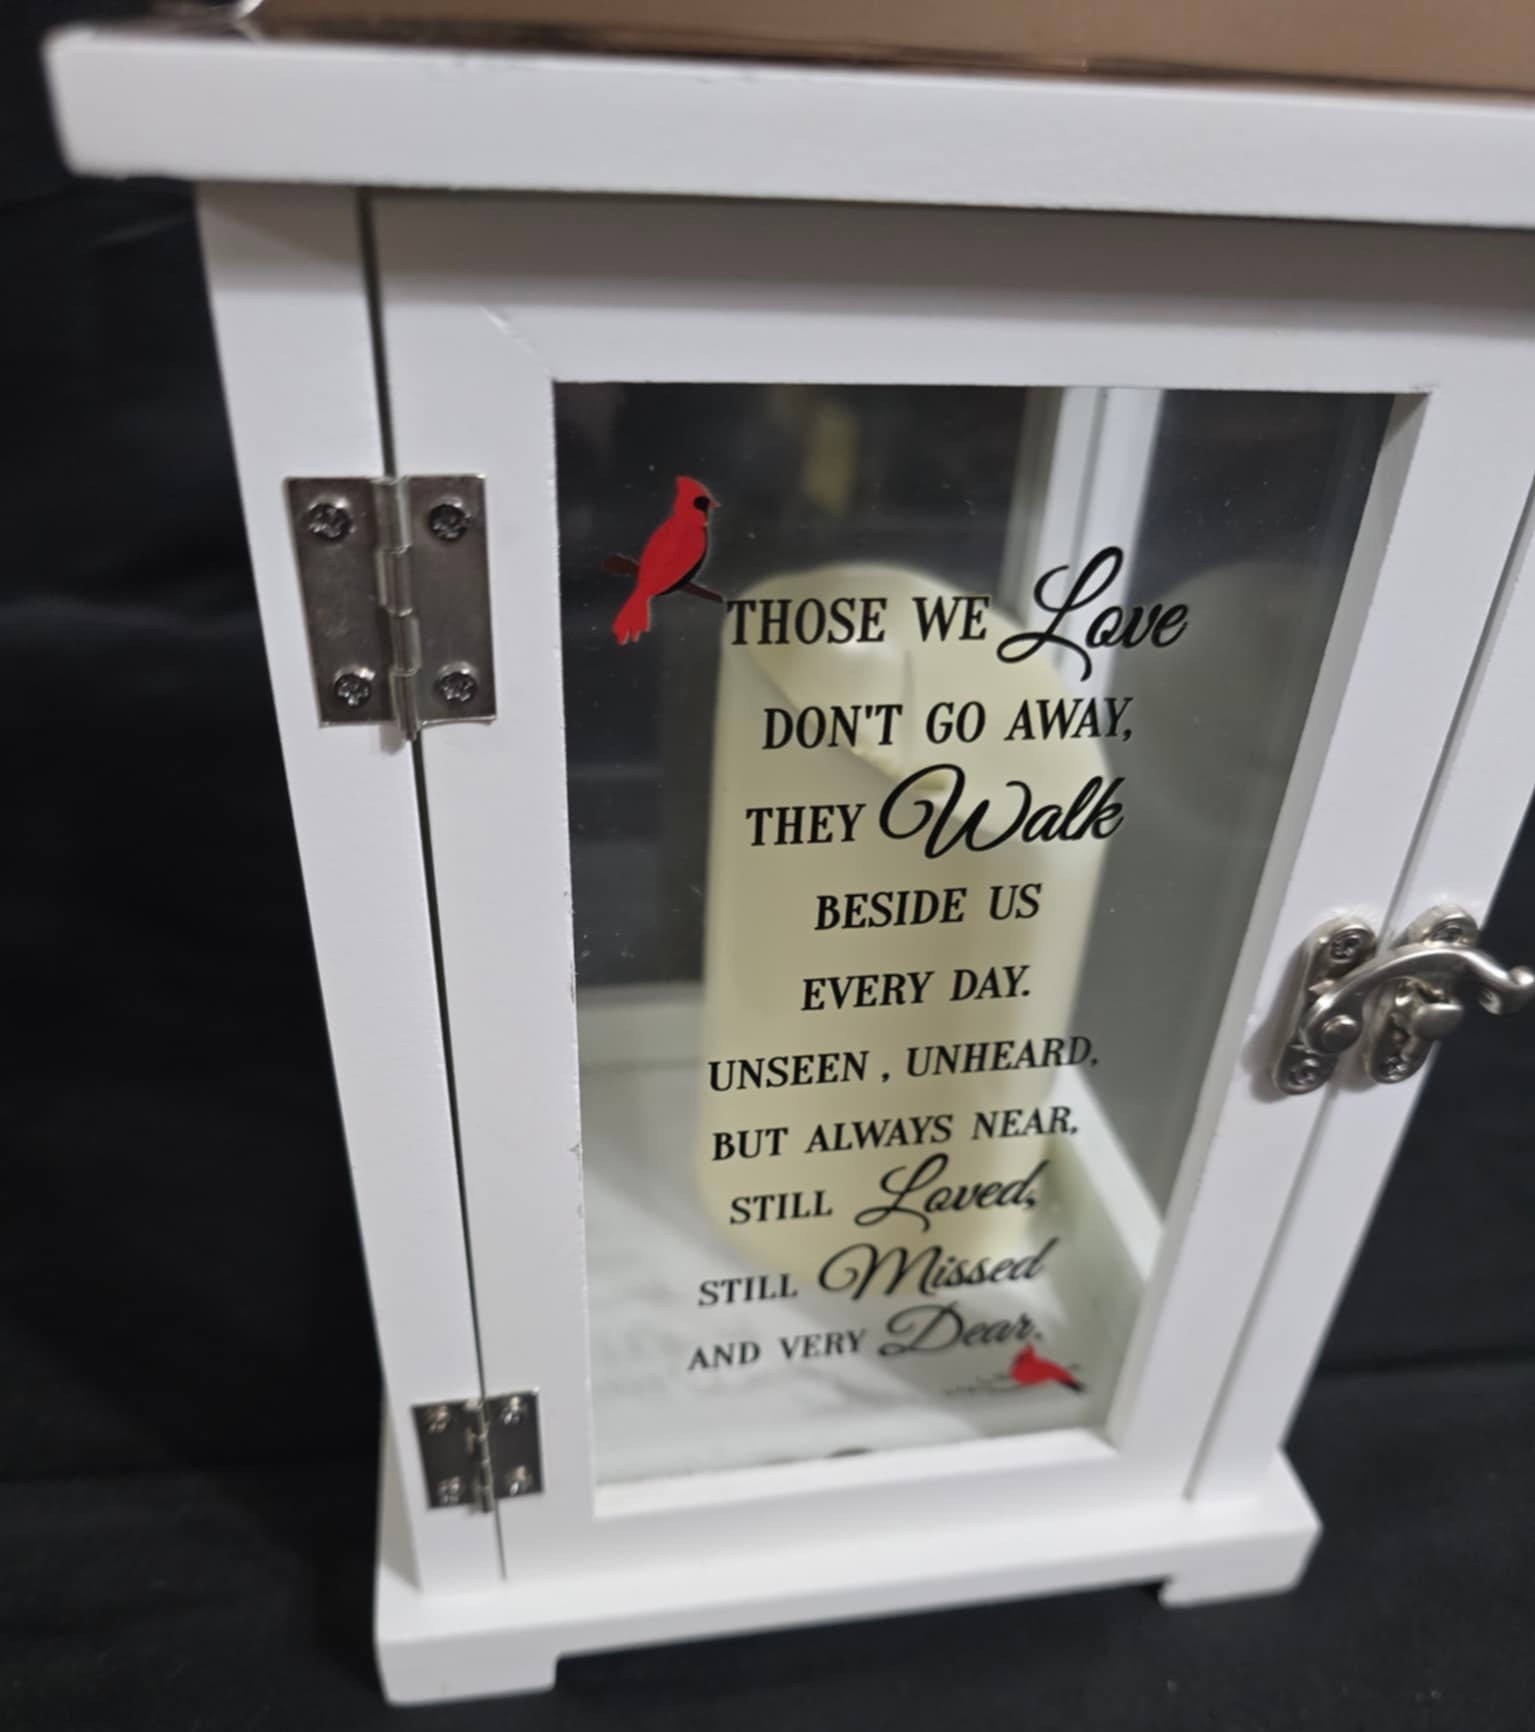 THOSE WE Love
DON'T GO AWAY,
THEY Walk
BESIDE US
EVERY DAY.
UNSEEN , UNHEARD,
BUT ALWAYS NEAR,
STILL Loved,
STILL Missed
AND VERY Dear.